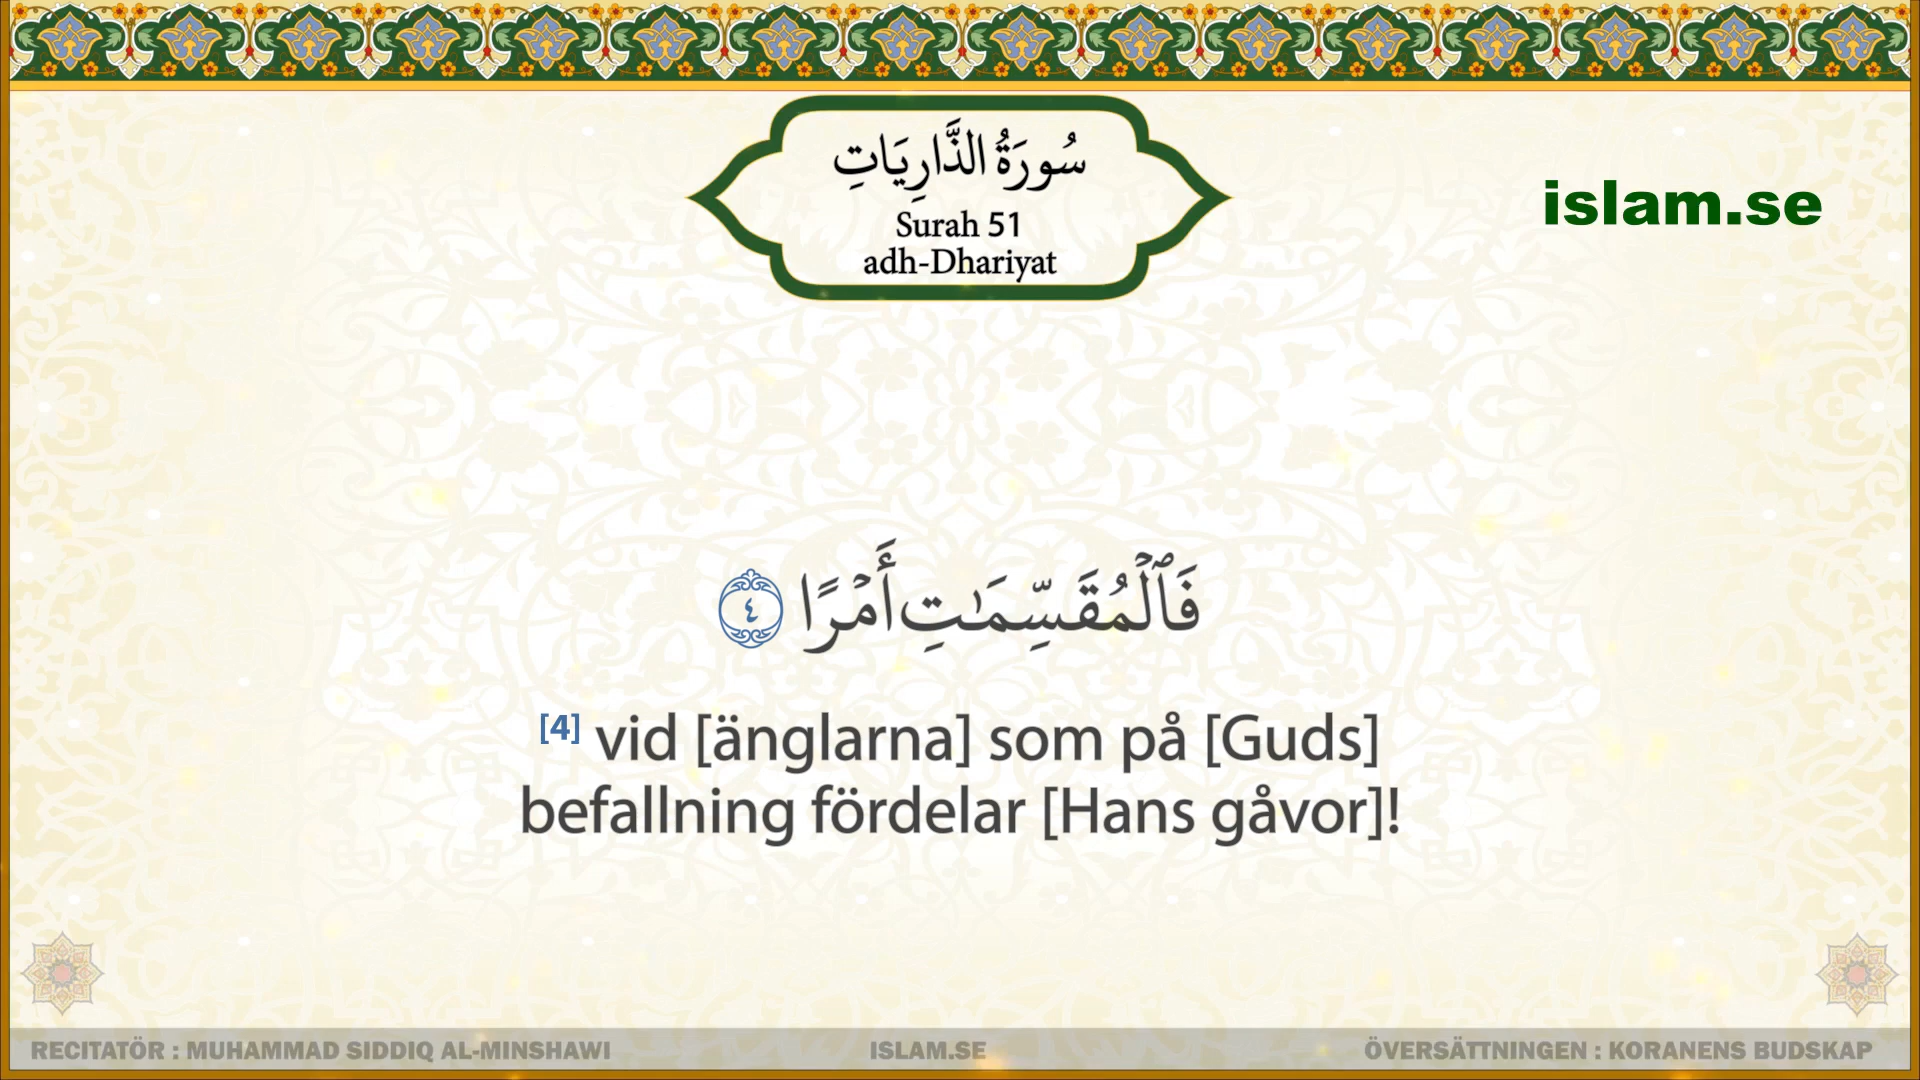 سُورَةُ الذَّارِيَاتِ
Surah 51
adh-Dhariyat
islam.se
فَٱلْمُقَسِّمَـٰتِ أَمْرًا ٤
[4] vid [änglarna] som på [Guds]
befallning fördelar [Hans gåvor]!
RECITATÖR : MUHAMMAD SIDDIQ AL-MINSHAWI
ISLAM.SE
ÖVERSÄTTNINGEN : KORANENS BUDSKAP